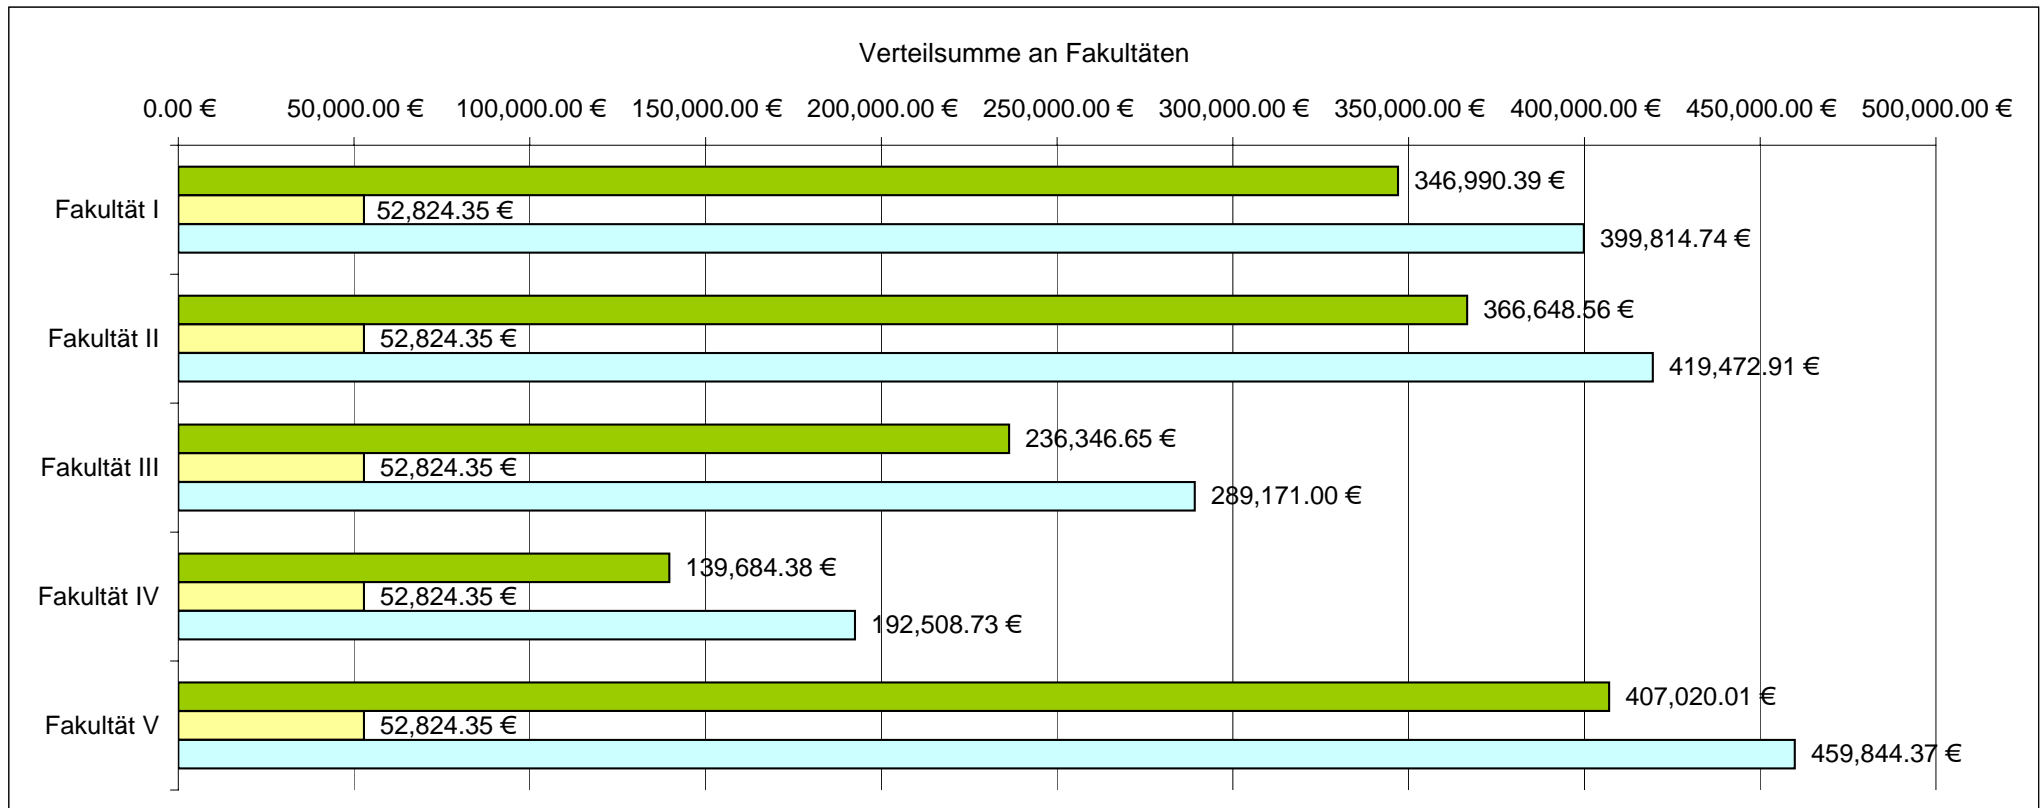 Verteilsumme an Fakultäten
0.00 € 50,000.00 € 100,000.00 € 150,000.00 € 200,000.00 € 250,000.00 € 300,000.00 € 350,000.00 € 400,000.00 € 450,000.00 € 500,000.00 €
346,990.39 €
Fakultät I 52,824.35 €
399,814.74 €
366,648.56 €
Fakultät II 52,824.35 €
419,472.91 €
236,346.65 €
Fakultät III 52,824.35 €
289,171.00 €
139,684.38 €
Fakultät IV 52,824.35 €
192,508.73 €
407,020.01 €
Fakultät V 52,824.35 €
459,844.37 €